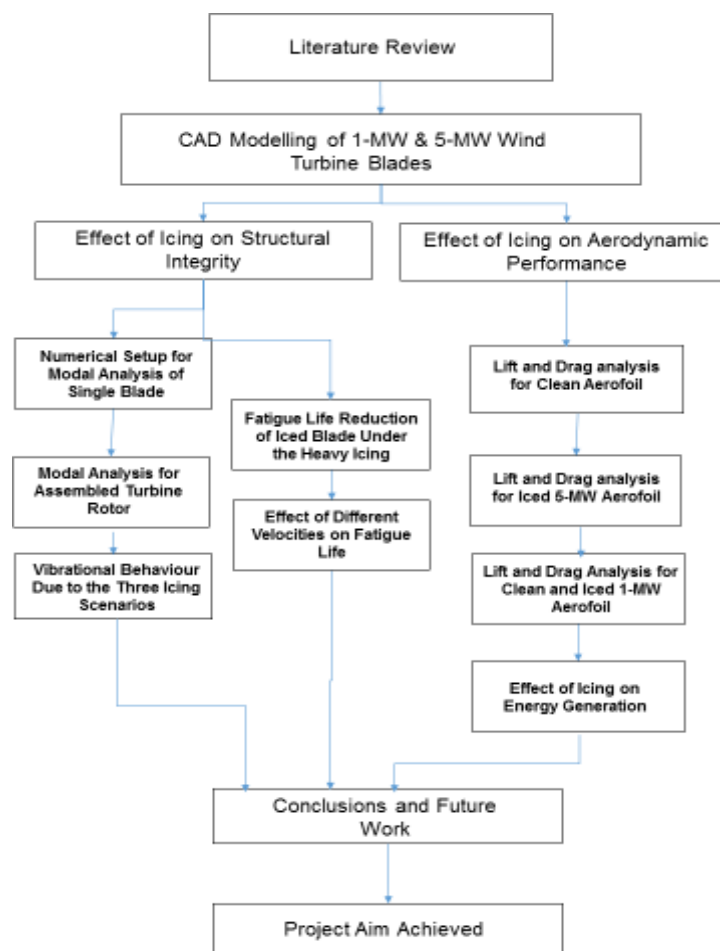 Literature Review
CAD Modelling of 1-MW & 5-MW Wind
Turbine Blades
Effect of Icing on Structural
Integrity
Effect of Icing on Aerodynamic
Performance
Numerical Setup for
Modal Analysis of
Single Blade
Modal Analysis for
Assembled Turbine
Rotor
Vibrational Behaviour
Due to the Three Icing
Scenarios
Fatigue Life Reduction
of Iced Blade Under
the Heavy Icing
Effect of Different
Velocities on Fatigue
Life
Lift and Drag analysis
for Clean Aerofoil
Lift and Drag analysis
for Iced 5-MW Aerofoil
Lift and Drag Analysis for
Clean and Iced 1-MW
Aerofoil
Effect of Icing on
Energy Generation
Conclusions and Future
Work
Project Aim Achieved